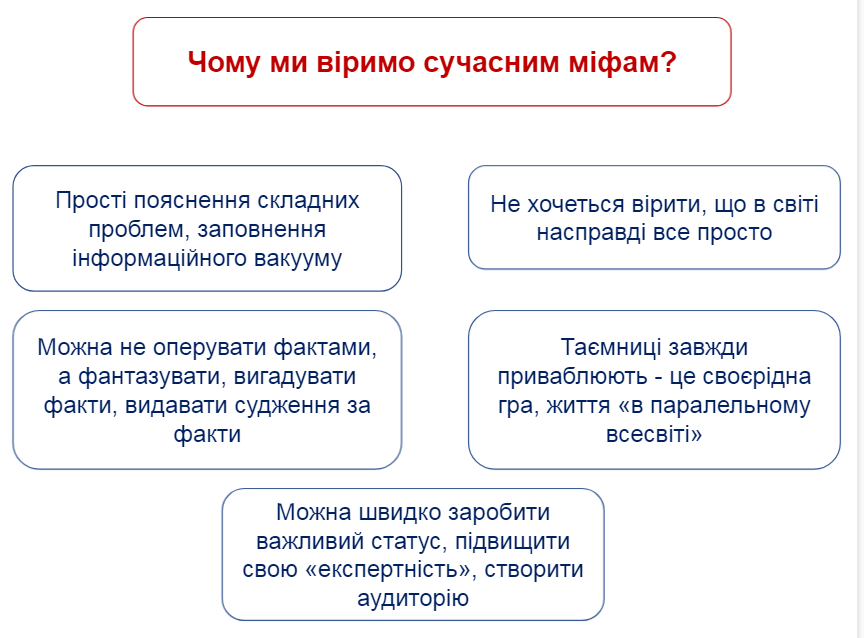 Чому ми віримо сучасним міфам?
Прості пояснення складних
проблем, заповнення
інформаційного вакууму
Не хочеться вірити, що в світі
насправді все просто
Можна не оперувати фактами,
а фантазувати, вигадувати
факти, видавати судження за
факти
Таємниці завжди
приваблюють - це своєрідна
гра, життя «в паралельному
всесвіті»
Можна швидко заробити
важливий статус, підвищити
свою «експертність», створити
аудиторію